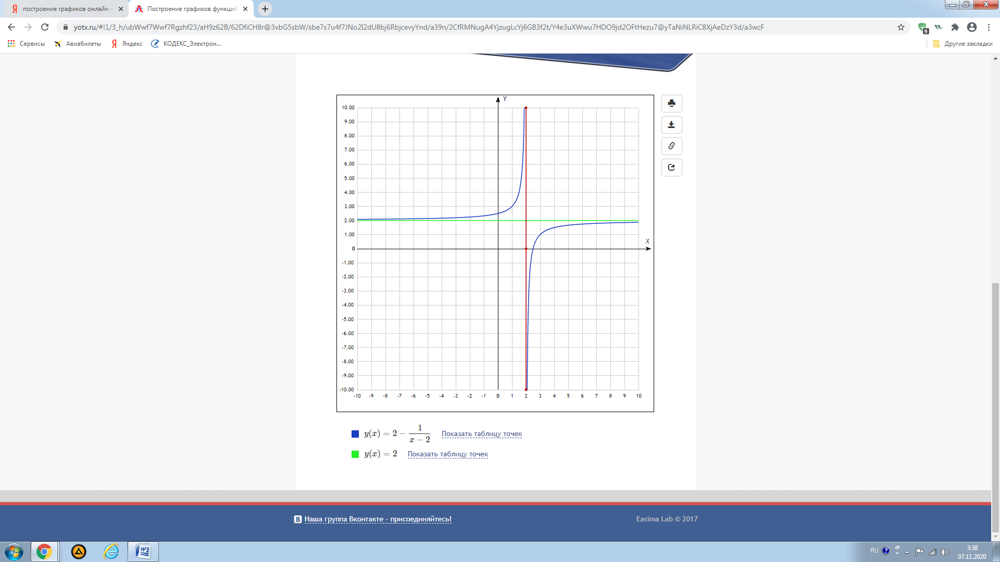 построение графиков онлайн –
Построение графиков функций
yotx.ru/#!1/3_h/ubWwf7Wwf7Rgzhf23/aH9z62B/62DfiCH8r@3vbG5sbW/sbe7s7u4f7JNo2I2dU8bj6RbjcevyYnd/a39n/2CfRMNugA4YjzugLcYj6GB3f2t/Y4e3uXWwu7HDO9jd2OFtHezu7@yTaNiNLRiC8XjAeDzY3d/a3wcF
9
Сервисы
Авиабилеты
Яндекс
КОДЕКС_Электрон...
Другие закладки
Y
10.00
9.00
8.00
7.00
6.00
5.00
4.00
3.00
2.00
1.00
X
0
-1.00
-2.00
-3.00
-4.00
-5.00
-6.00
-7.00
-8.00
-9.00
-10.00
-10 -9 -8 -7 -6 -5 -4 -3 -2 -1 0 1 2 3 4 5 6 7 8 9 10
y(x) = 2 − 1/(x − 2) Показать таблицу точек
y(x) = 2 Показать таблицу точек
В Наша группа Вконтакте - присоединяйтесь!
Easima Lab © 2017
RU
3:38
07.11.2020